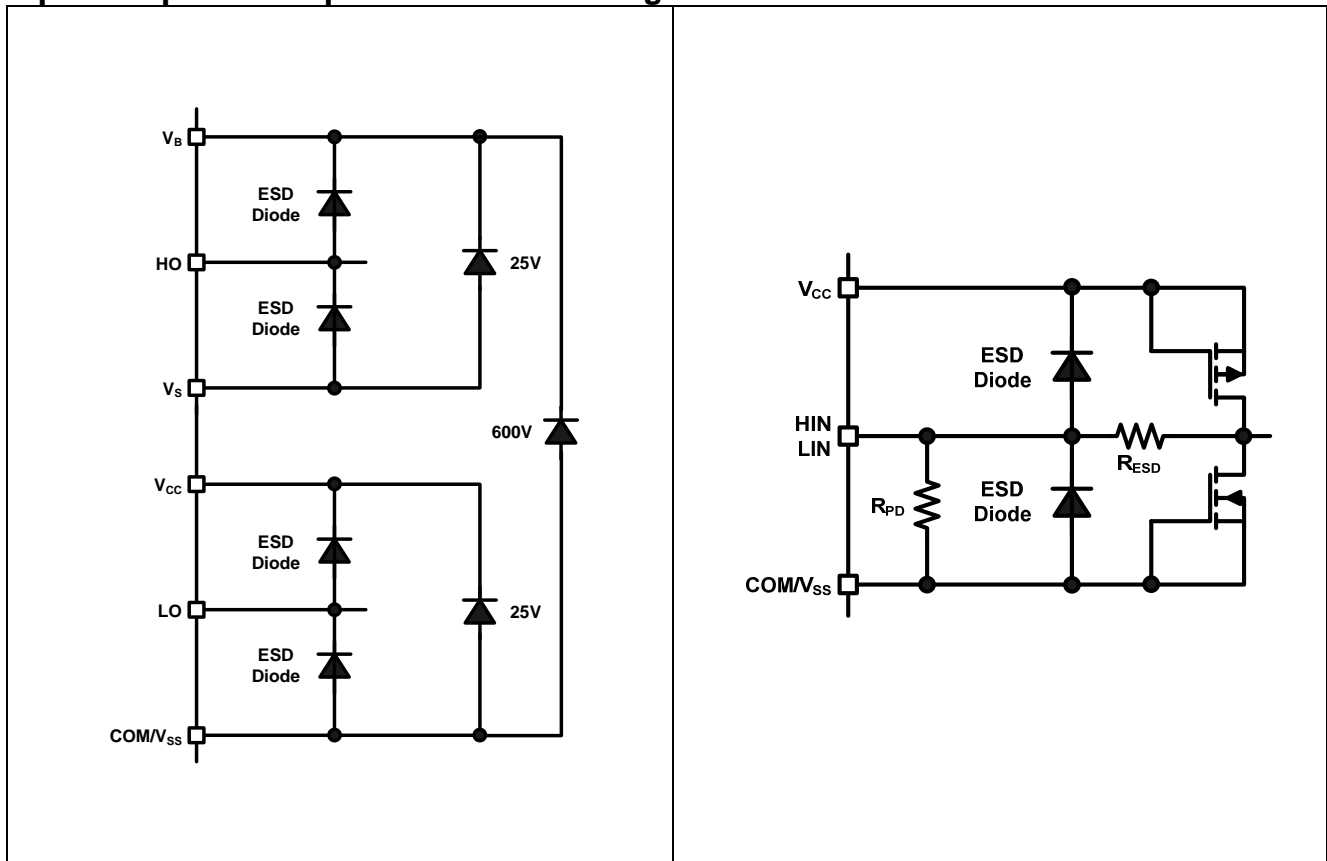 V_B
ESD
Diode
HO
25V
ESD
Diode
V_S
600V
V_CC
ESD
Diode
LO
25V
ESD
Diode
COM/V_SS
V_CC
ESD
Diode
HIN
LIN
R_ESD
R_PD
ESD
Diode
COM/V_SS